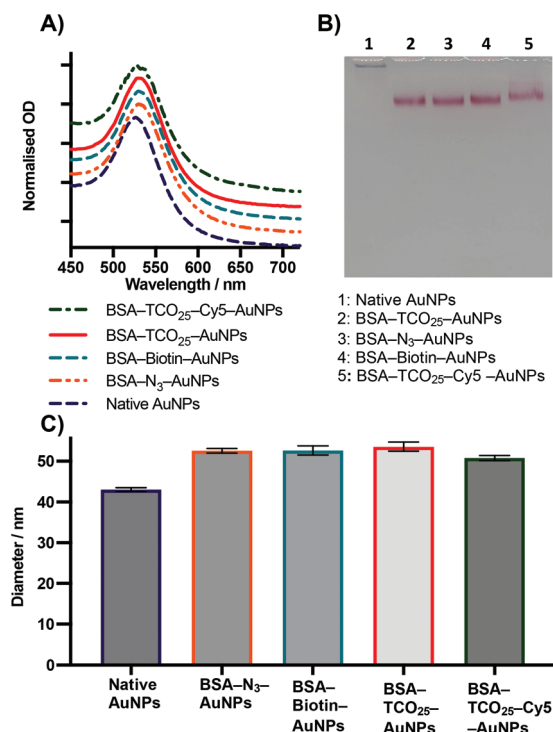 A)
Normalised OD
450 500 550 600 650 700
Wavelength / nm
BSA–TCO₂₅–Cy5–AuNPs
BSA–TCO₂₅–AuNPs
BSA–Biotin–AuNPs
BSA–N₃–AuNPs
Native AuNPs
B)
1 2 3 4 5
1: Native AuNPs
2: BSA–TCO₂₅–AuNPs
3: BSA–N₃–AuNPs
4: BSA–Biotin–AuNPs
5: BSA–TCO₂₅–Cy5 –AuNPs
C)
Diameter / nm
50
40
30
20
10
0
Native
AuNPs
BSA–N₃–
AuNPs
BSA–
Biotin–
AuNPs
BSA–
TCO₂₅–
AuNPs
BSA–
TCO₂₅–Cy5
–AuNPs